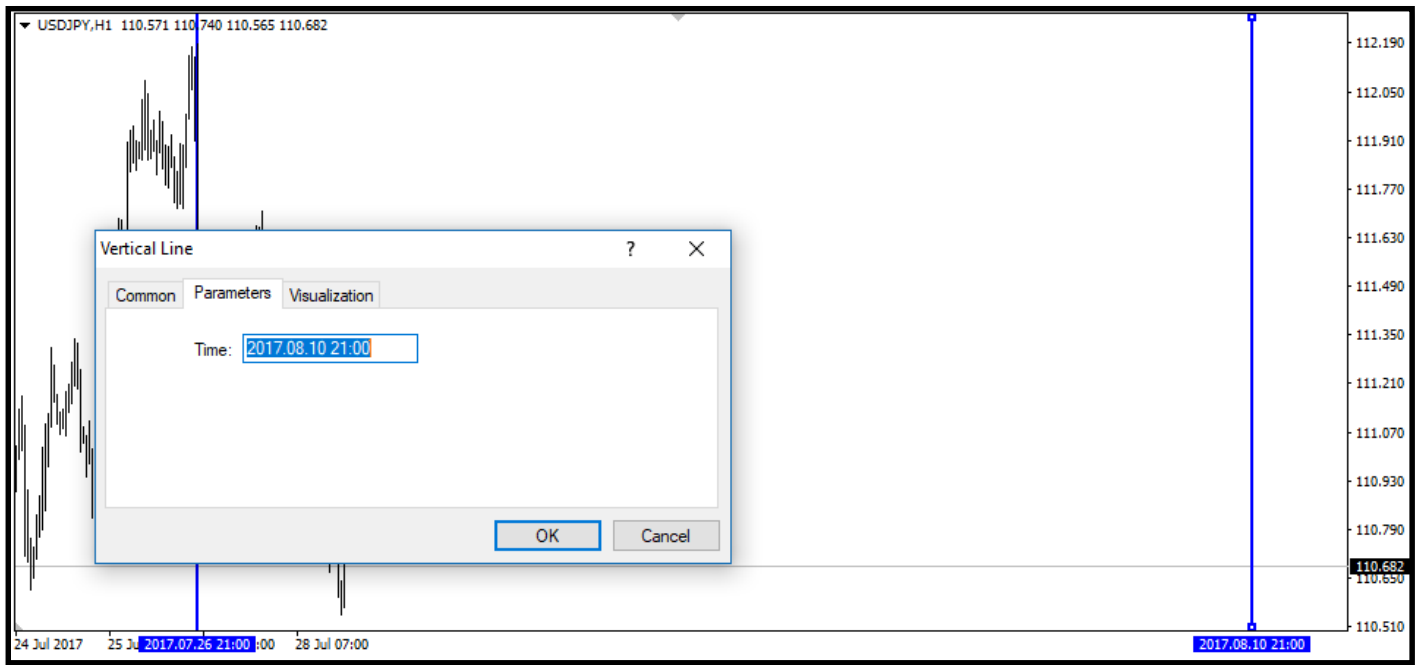 USDJPY,H1 110.571 110.740 110.565 110.682
112.190
112.050
111.910
111.770
111.630
111.490
111.350
111.210
111.070
110.930
110.790
110.682
110.650
110.510
Vertical Line ?
Common Parameters Visualization
Time: 2017.08.10 21:00
OK Cancel
24 Jul 2017 25 Ju 2017.07.26 21:00 :00 28 Jul 07:00 2017.08.10 21:00